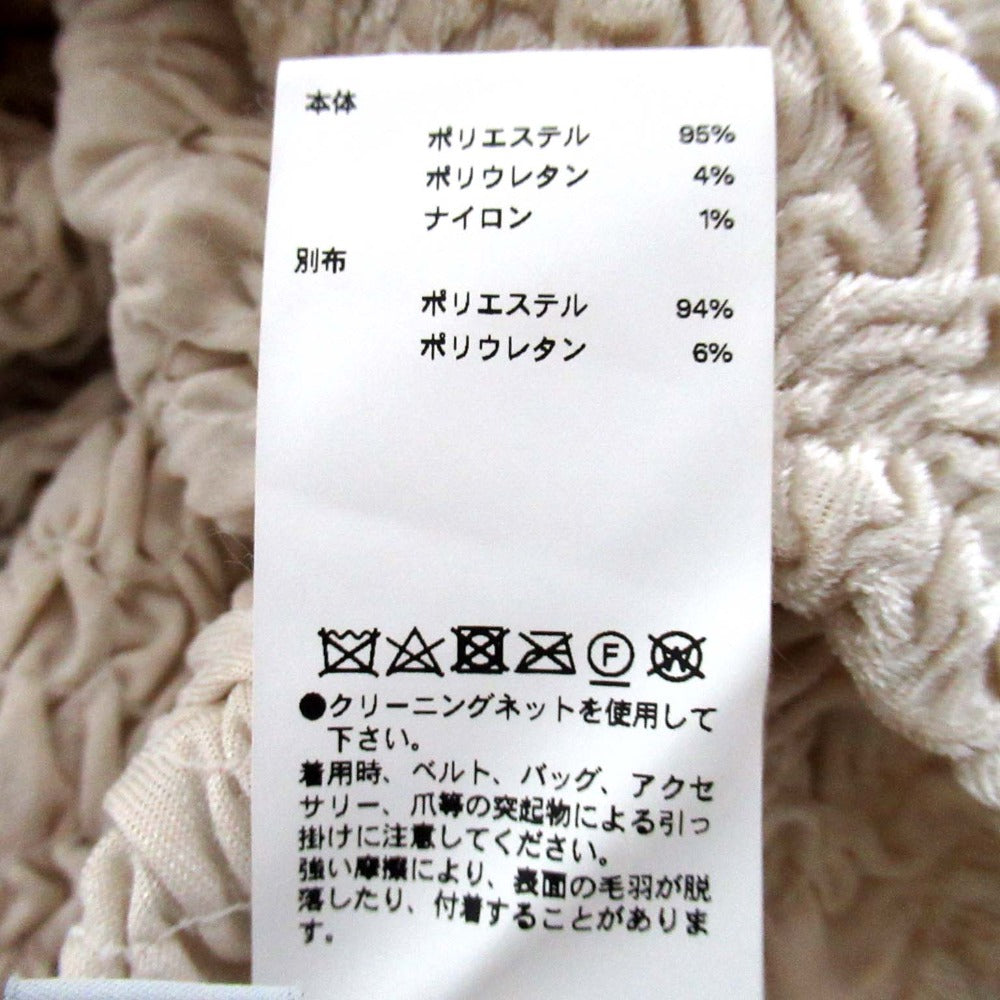 本体
ポリエステル 95%
ポリウレタン 4%
ナイロン 1%
別布
ポリエステル 94%
ポリウレタン 6%
F W
●クリーニングネットを使用して
下さい。
着用時、ベルト、バッグ、アクセ
サリー、爪等の突起物による引っ
掛けに注意してください。
強い摩擦により、表面の毛羽が脱
落したり、付着することがありま
す。